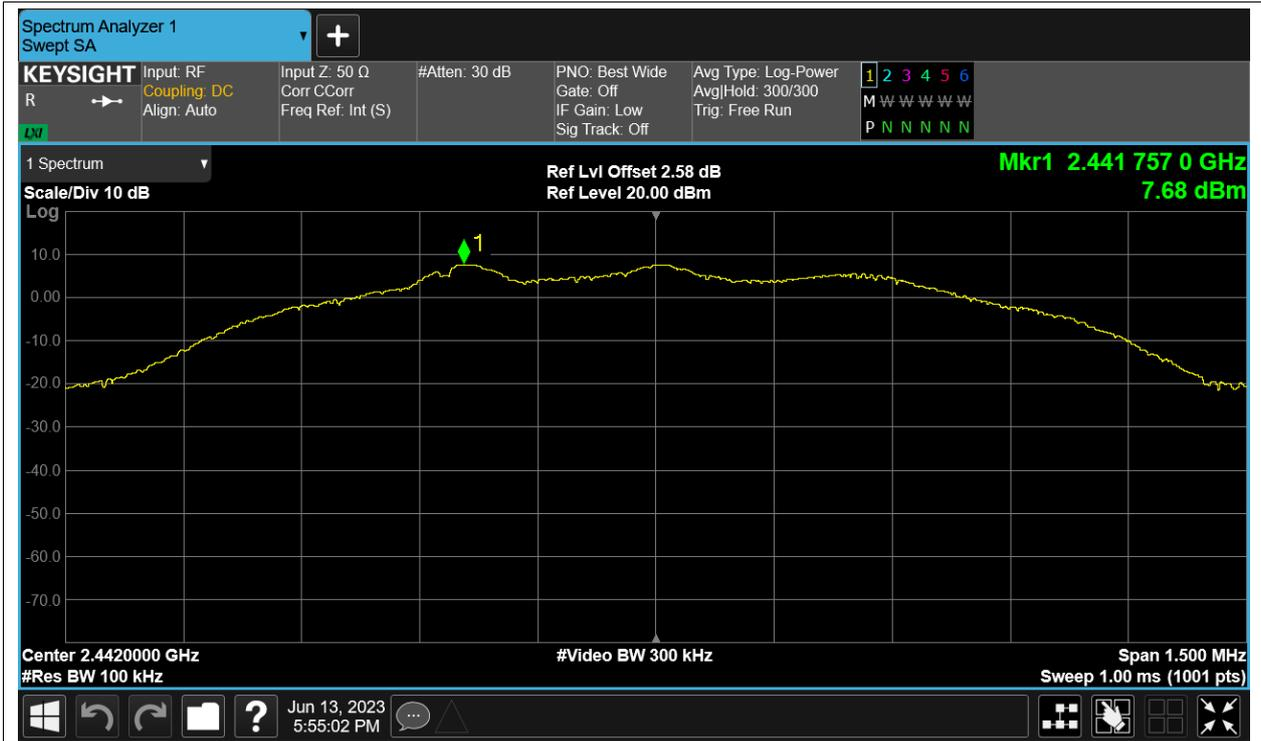 Spectrum Analyzer 1
Swept SA
+
KEYSIGHT
R
LXI
Input: RF
Coupling: DC
Align: Auto
Input Z: 50 Ω
Corr CCorr
Freq Ref: Int (S)
#Atten: 30 dB
PNO: Best Wide
Gate: Off
IF Gain: Low
Sig Track: Off
Avg Type: Log-Power
Avg|Hold: 300/300
Trig: Free Run
1 2 3 4 5 6
M W W W W W
P N N N N N
1 Spectrum
Scale/Div 10 dB
Ref Lvl Offset 2.58 dB
Ref Level 20.00 dBm
Mkr1 2.441 757 0 GHz
7.68 dBm
Log
1
10.0
0.00
-10.0
-20.0
-30.0
-40.0
-50.0
-60.0
-70.0
Center 2.4420000 GHz
#Res BW 100 kHz
#Video BW 300 kHz
Span 1.500 MHz
Sweep 1.00 ms (1001 pts)
?
Jun 13, 2023
5:55:02 PM